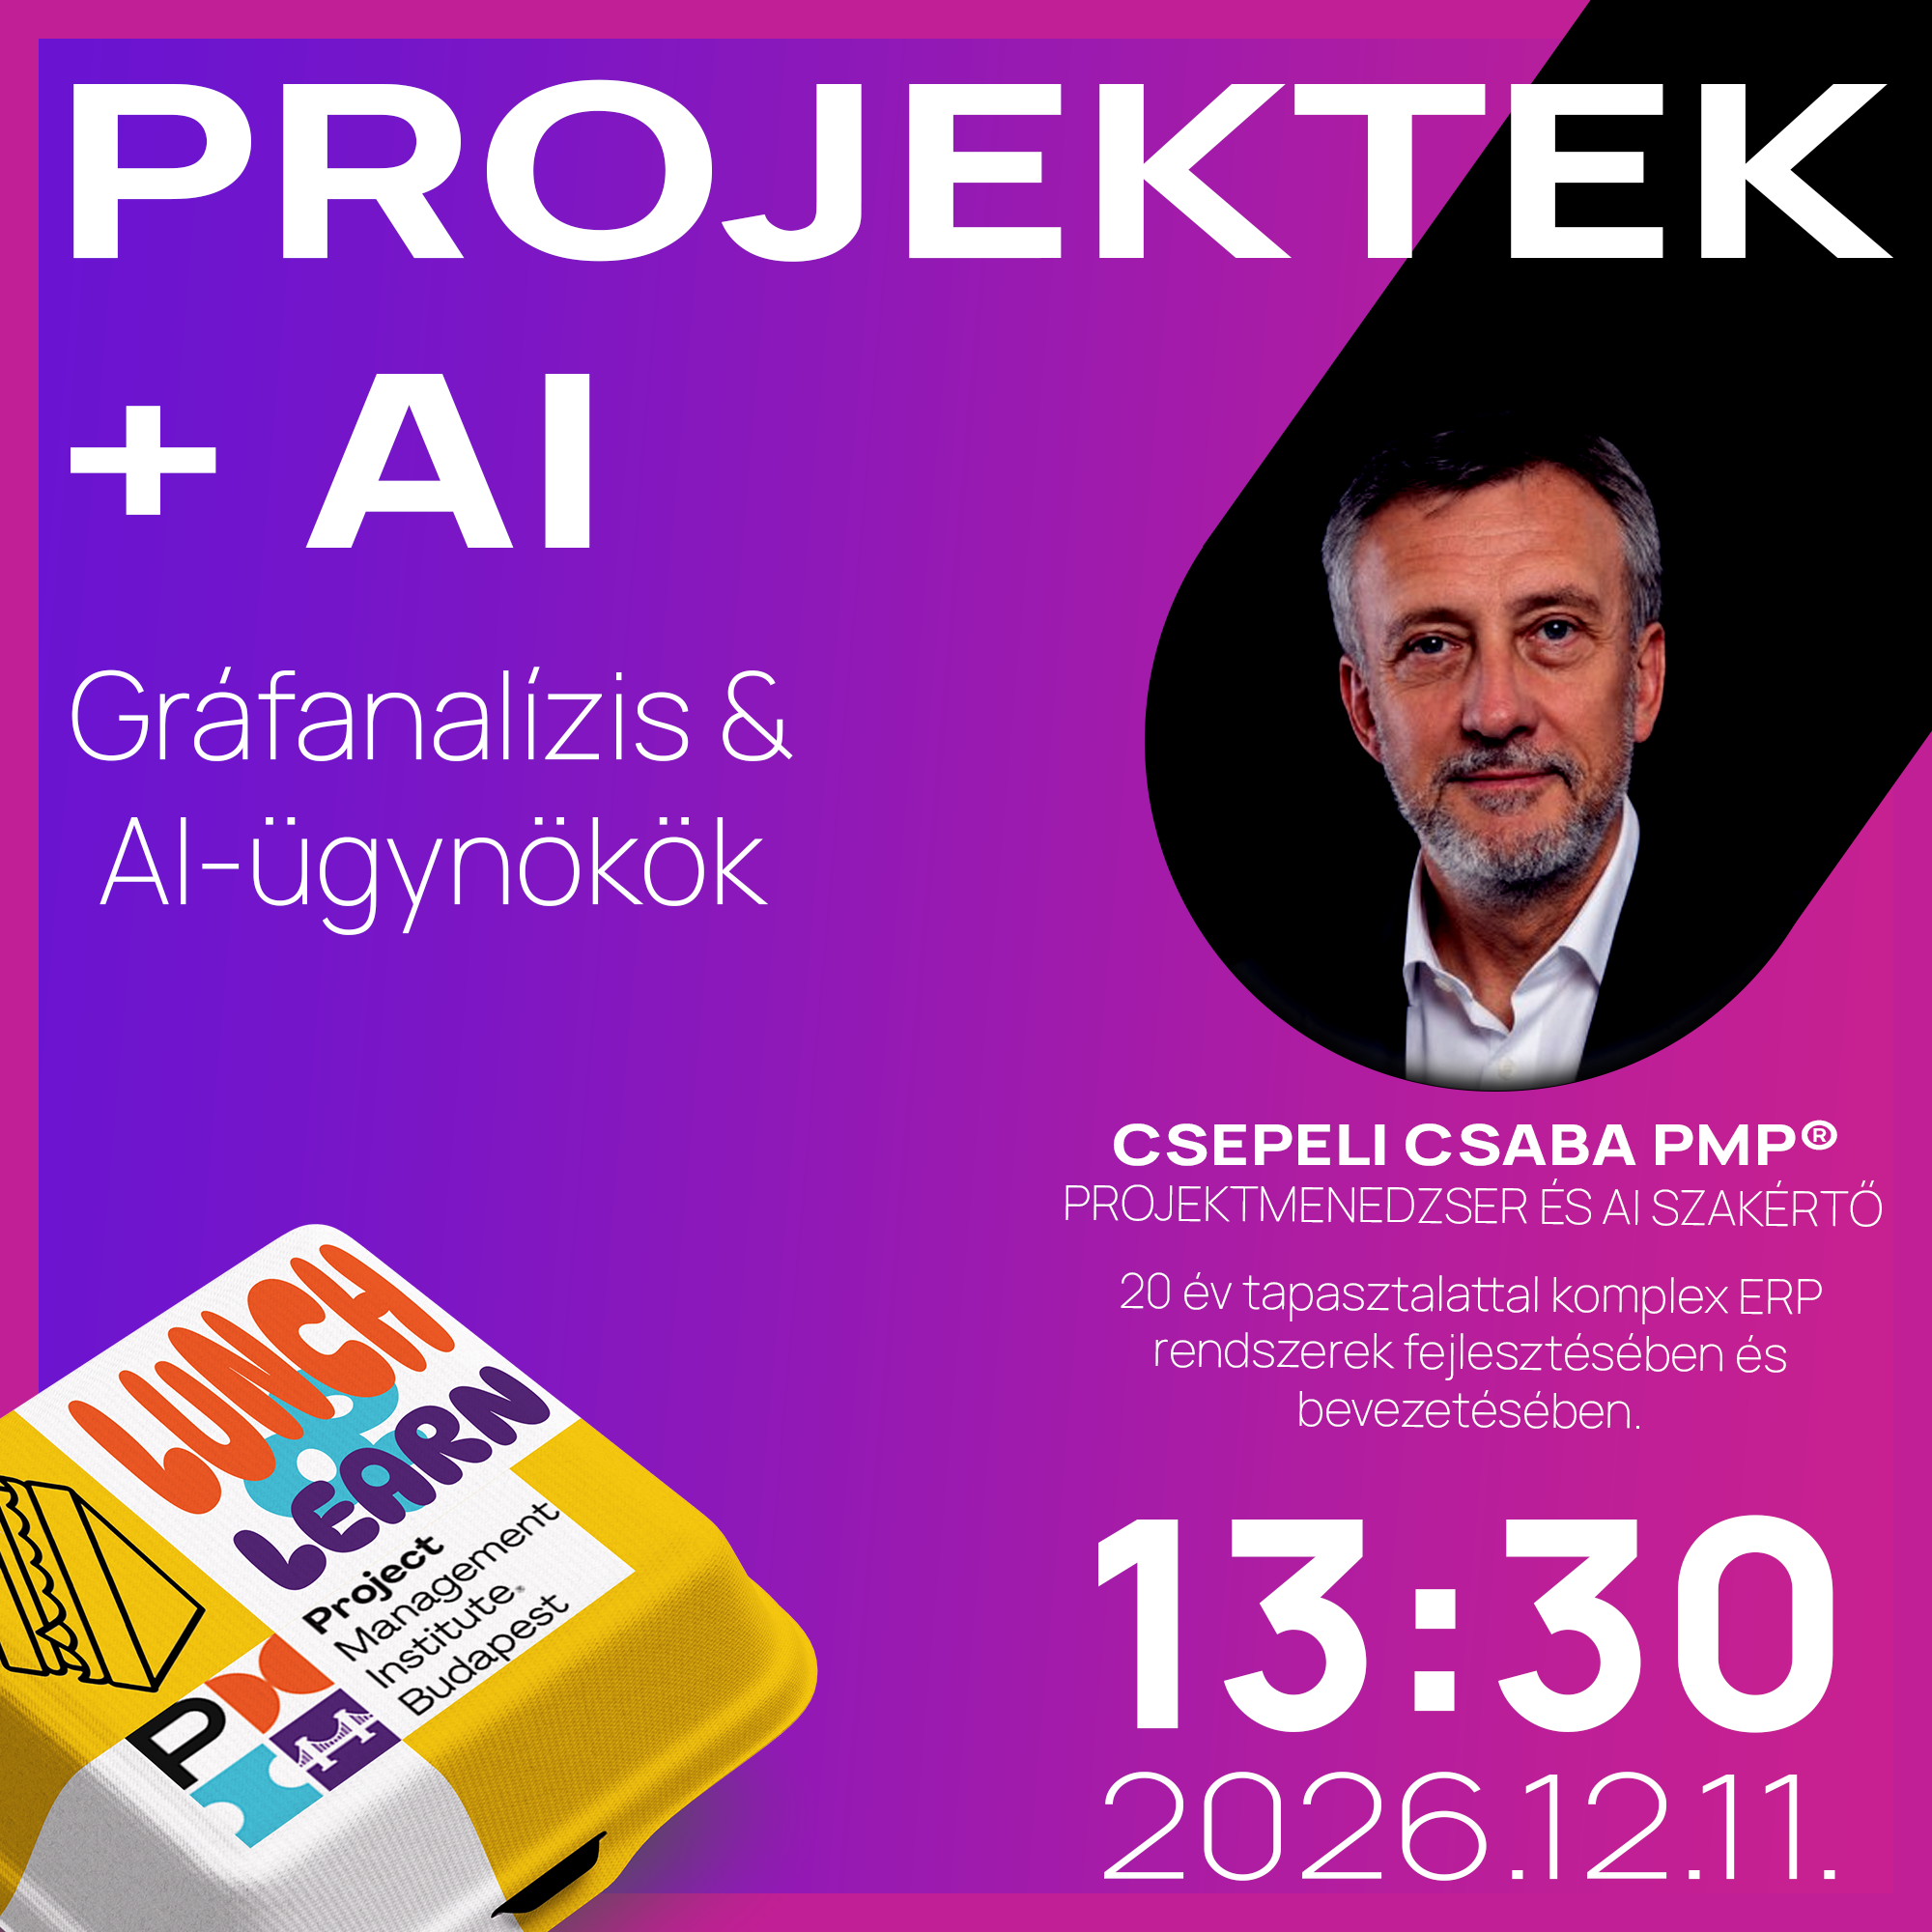 PROJEKTEK
+ AI
Gráfanalízis &
AI-ügynökök
CSEPELI CSABA PMP®
PROJEKTMENEDZSER ÉS AI SZAKÉRTŐ
20 év tapasztalattal komplex ERP
rendszerek fejlesztésében és
bevezetésében.
13:30
2026.12.11.
LUNCH
&
LEARN
Project
Management
Institute®
Budapest
P